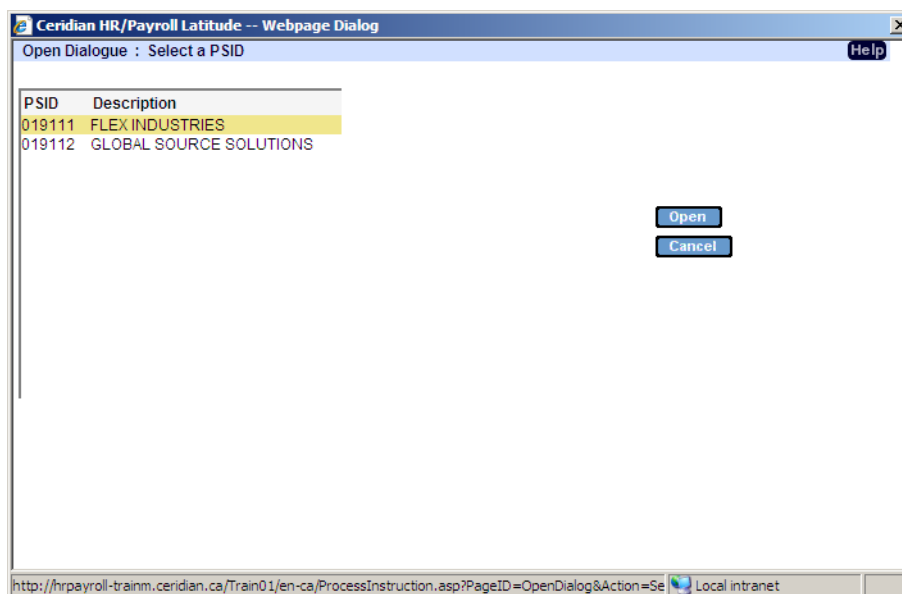 Ceridian HR/Payroll Latitude -- Webpage Dialog
Open Dialogue : Select a PSID Help
PSID Description
019111 FLEX INDUSTRIES
019112 GLOBAL SOURCE SOLUTIONS
Open
Cancel
http://hrpayroll-trainm.ceridian.ca/Train01/en-ca/ProcessInstruction.asp?PageID=OpenDialog&Action=Se Local intranet